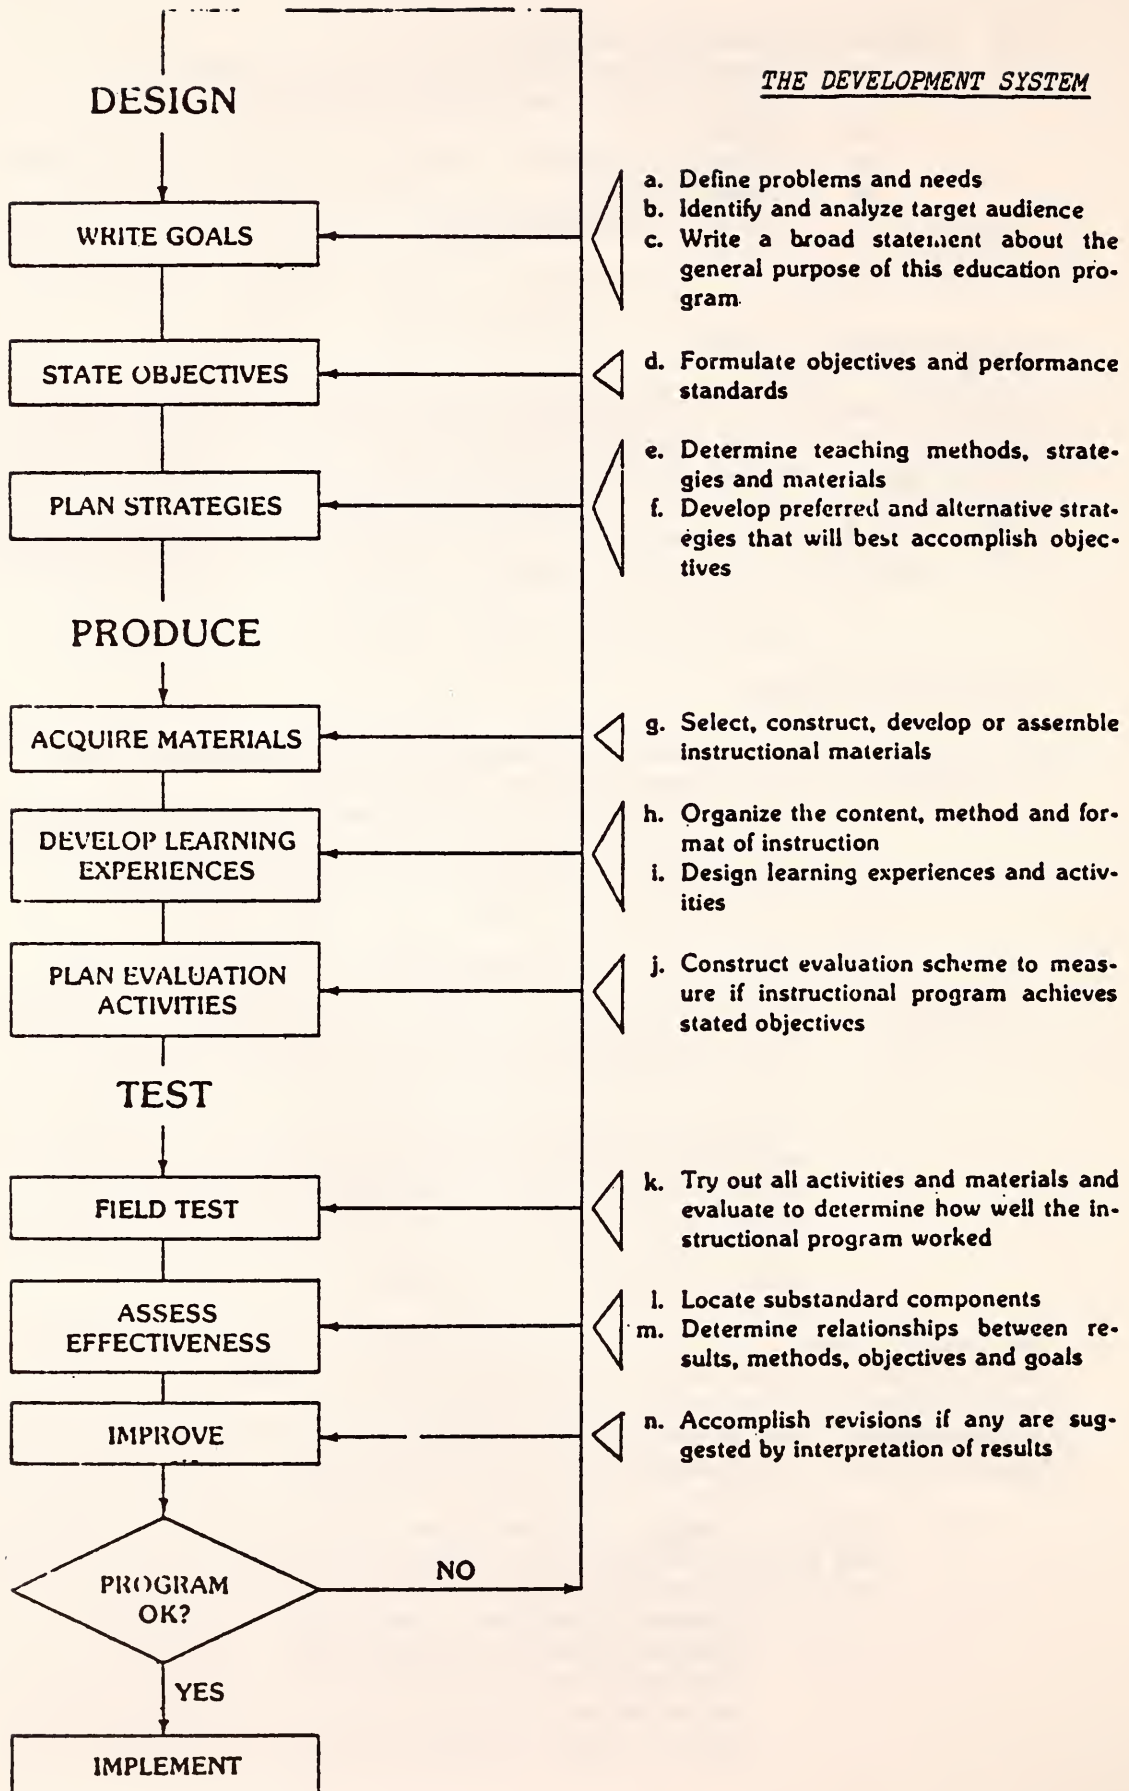 THE DEVELOPMENT SYSTEM
DESIGN
WRITE GOALS
a. Define problems and needs
b. Identify and analyze target audience
c. Write a broad statement about the
general purpose of this education pro-
gram.
STATE OBJECTIVES
d. Formulate objectives and performance
standards
PLAN STRATEGIES
e. Determine teaching methods, strate-
gies and materials
f. Develop preferred and alternative strat-
egies that will best accomplish objec-
tives
PRODUCE
ACQUIRE MATERIALS
g. Select, construct, develop or assemble
instructional materials
DEVELOP LEARNING
EXPERIENCES
h. Organize the content, method and for-
mat of instruction
i. Design learning experiences and activ-
ities
PLAN EVALUATION
ACTIVITIES
j. Construct evaluation scheme to meas-
ure if instructional program achieves
stated objectives
TEST
FIELD TEST
k. Try out all activities and materials and
evaluate to determine how well the in-
structional program worked
ASSESS
EFFECTIVENESS
l. Locate substandard components
m. Determine relationships between re-
sults, methods, objectives and goals
IMPROVE
n. Accomplish revisions if any are sug-
gested by interpretation of results
PROGRAM
OK?
NO
YES
IMPLEMENT